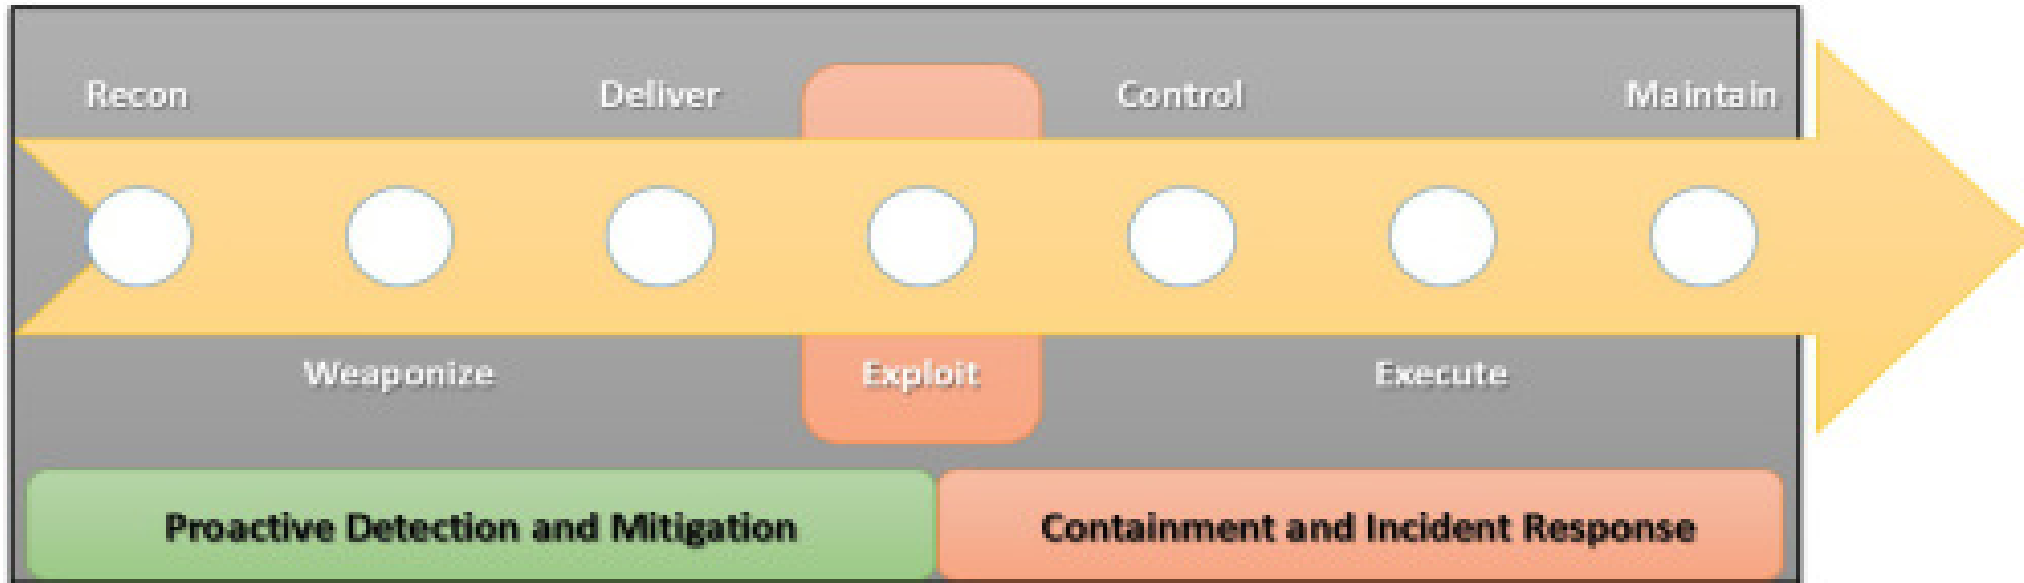 Recon
Deliver
Control
Maintain
Weaponize
Exploit
Execute
Proactive Detection and Mitigation
Containment and Incident Response